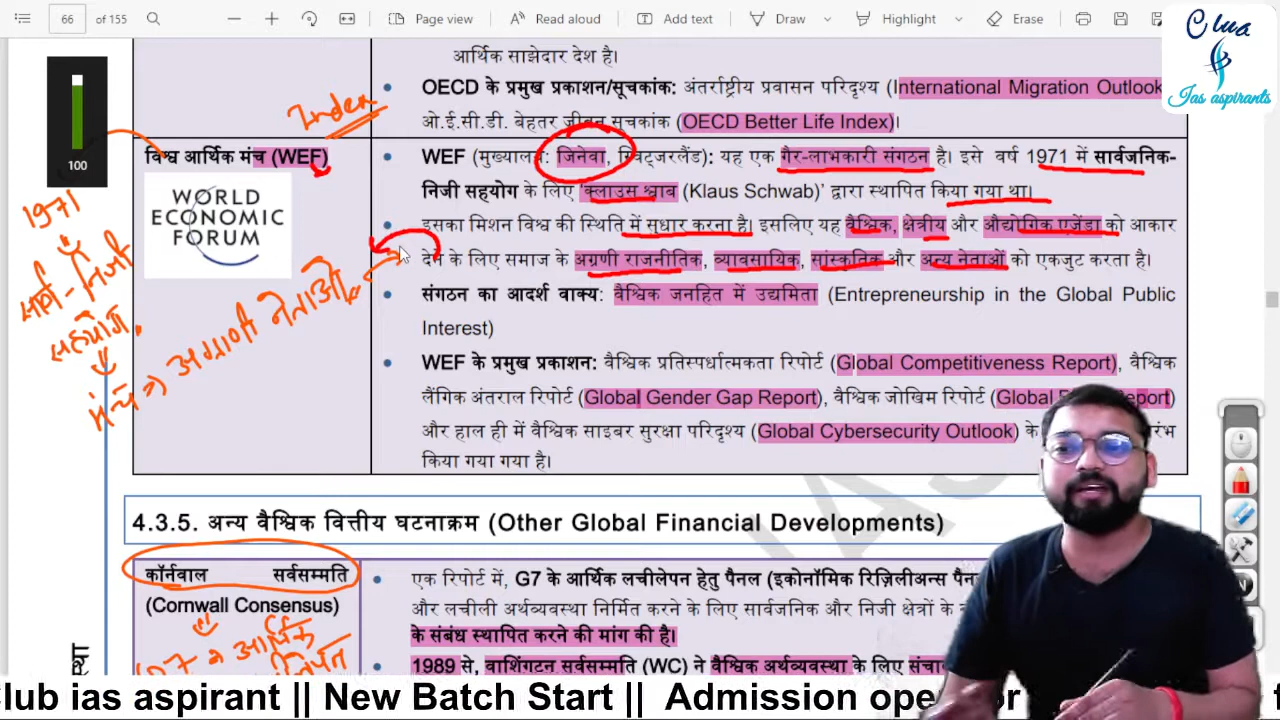 66 of 155
Page view
Read aloud
Add text
Draw
Highlight
Erase
Club
Ias aspirants
आर्थिक साझेदार देश है।
OECD के प्रमुख प्रकाशन/सूचकांक: अंतर्राष्ट्रीय प्रवासन परिदृश्य (International Migration Outlook
ओ.ई.सी.डी. बेहतर जीवन सूचकांक (OECD Better Life Index)।
Index
100
विश्व आर्थिक मंच (WEF)
WORLD
ECONOMIC
FORUM
1971
सार्व-निजी
सहयोग
मंच अग्रणी नेताओं
WEF (मुख्यालय: जिनेवा, स्विट्जरलैंड): यह एक गैर-लाभकारी संगठन है। इसे वर्ष 1971 में सार्वजनिक-
निजी सहयोग के लिए 'क्लाउस श्वाब (Klaus Schwab)' द्वारा स्थापित किया गया था।
इसका मिशन विश्व की स्थिति में सुधार करना है। इसलिए यह वैश्विक, क्षेत्रीय और औद्योगिक एजेंडा को आकार
देने के लिए समाज के अग्रणी राजनीतिक, व्यावसायिक, सांस्कृतिक और अन्य नेताओं को एकजुट करता है।
संगठन का आदर्श वाक्य: वैश्विक जनहित में उद्यमिता (Entrepreneurship in the Global Public
Interest)
WEF के प्रमुख प्रकाशन: वैश्विक प्रतिस्पर्धात्मकता रिपोर्ट (Global Competitiveness Report), वैश्विक
लैंगिक अंतराल रिपोर्ट (Global Gender Gap Report), वैश्विक जोखिम रिपोर्ट (Global
और हाल ही में वैश्विक साइबर सुरक्षा परिदृश्य (Global Cybersecurity Outlook) के
किया गया गया है।
4.3.5. अन्य वैश्विक वित्तीय घटनाक्रम (Other Global Financial Developments)
कॉर्नवाल सर्वसम्मति
(Cornwall Consensus)
आर्थिक
एक रिपोर्ट में, G7 के आर्थिक लचीलेपन हेतु पैनल (इकोनॉमिक रिज़िलीअन्स
और लचीली अर्थव्यवस्था निर्मित करने के लिए सार्वजनिक और निजी क्षेत्रों के
के संबंध स्थापित करने की मांग की है।
1989 से, वाशिंगटन सर्वसम्मति (WC) ने वैश्विक अर्थव्यवस्था के लिए
Club ias aspirant || New Batch Start || Admission